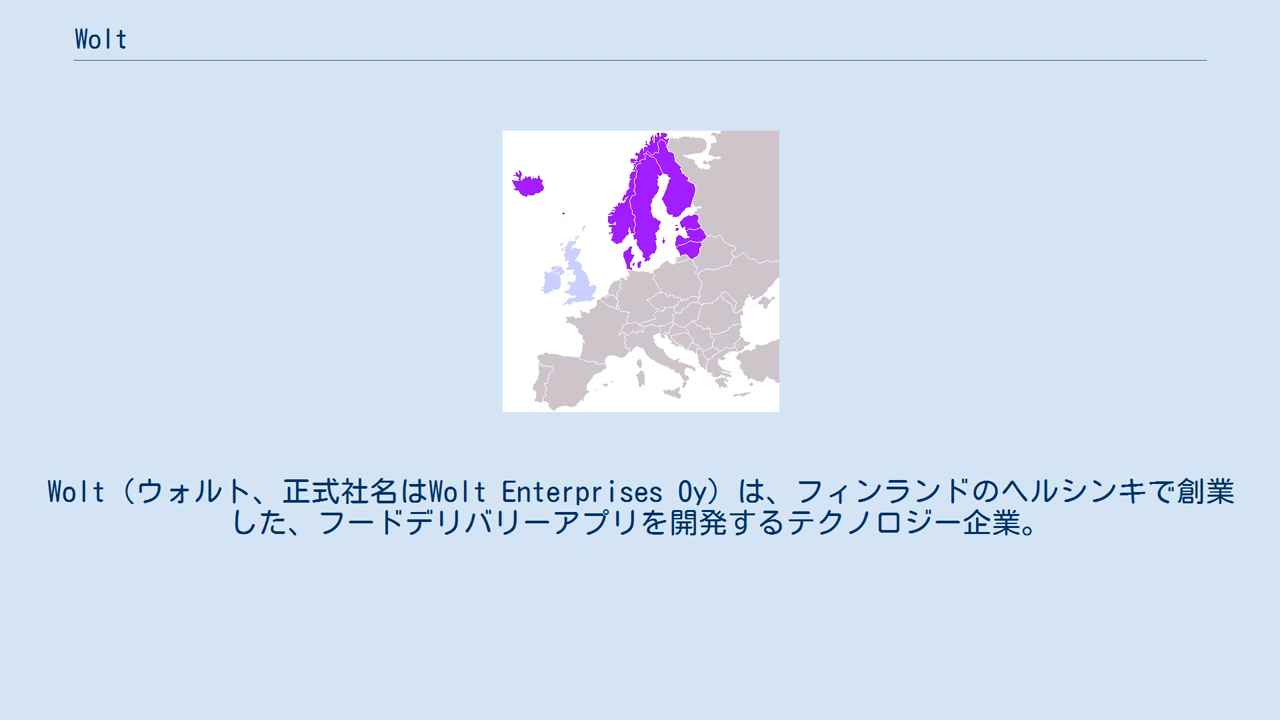 Wolt
Wolt（ウォルト、正式社名はWolt Enterprises Oy）は、フィンランドのヘルシンキで創業
した、フードデリバリーアプリを開発するテクノロジー企業。